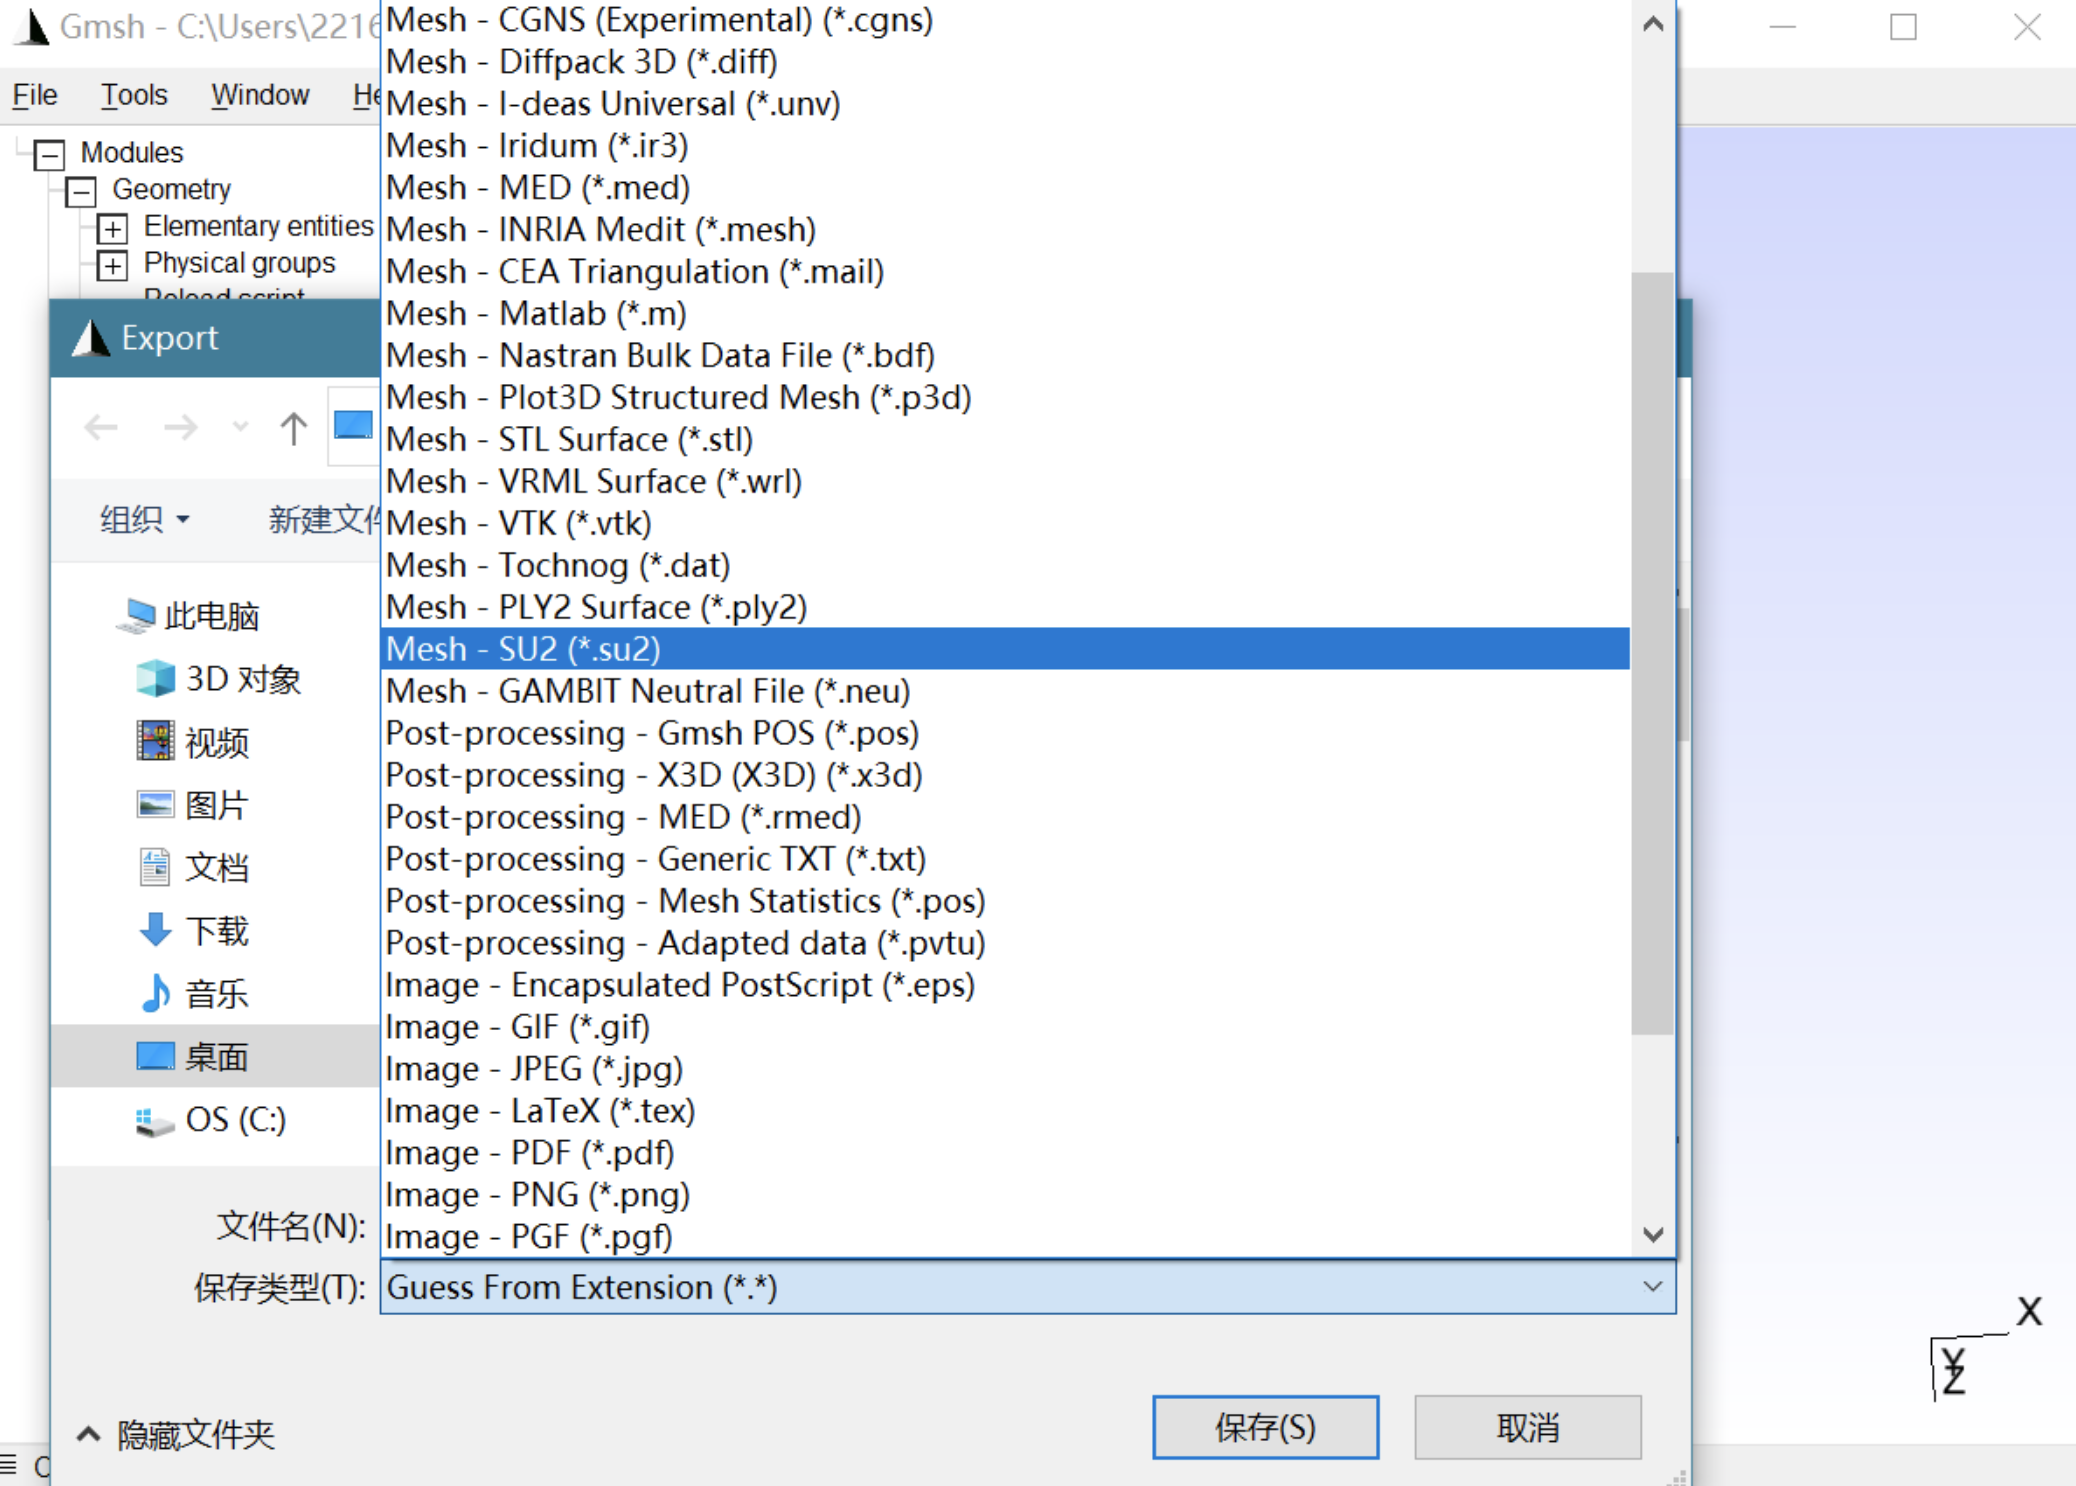 Gmsh - C:\Users\2216
File Tools Window He
Modules
Geometry
Elementary entities
Physical groups
Reload script
Export
组织
新建文件
此电脑
3D 对象
视频
图片
文档
下载
音乐
桌面
OS (C:)
Mesh - CGNS (Experimental) (*.cgns)
Mesh - Diffpack 3D (*.diff)
Mesh - I-deas Universal (*.unv)
Mesh - Iridum (*.ir3)
Mesh - MED (*.med)
Mesh - INRIA Medit (*.mesh)
Mesh - CEA Triangulation (*.mail)
Mesh - Matlab (*.m)
Mesh - Nastran Bulk Data File (*.bdf)
Mesh - Plot3D Structured Mesh (*.p3d)
Mesh - STL Surface (*.stl)
Mesh - VRML Surface (*.wrl)
Mesh - VTK (*.vtk)
Mesh - Tochnog (*.dat)
Mesh - PLY2 Surface (*.ply2)
Mesh - SU2 (*.su2)
Mesh - GAMBIT Neutral File (*.neu)
Post-processing - Gmsh POS (*.pos)
Post-processing - X3D (X3D) (*.x3d)
Post-processing - MED (*.rmed)
Post-processing - Generic TXT (*.txt)
Post-processing - Mesh Statistics (*.pos)
Post-processing - Adapted data (*.pvtu)
Image - Encapsulated PostScript (*.eps)
Image - GIF (*.gif)
Image - JPEG (*.jpg)
Image - LaTeX (*.tex)
Image - PDF (*.pdf)
Image - PNG (*.png)
Image - PGF (*.pgf)
文件名(N):
保存类型(T): Guess From Extension (*.*)
隐藏文件夹
保存(S) 取消
X
Y
Z